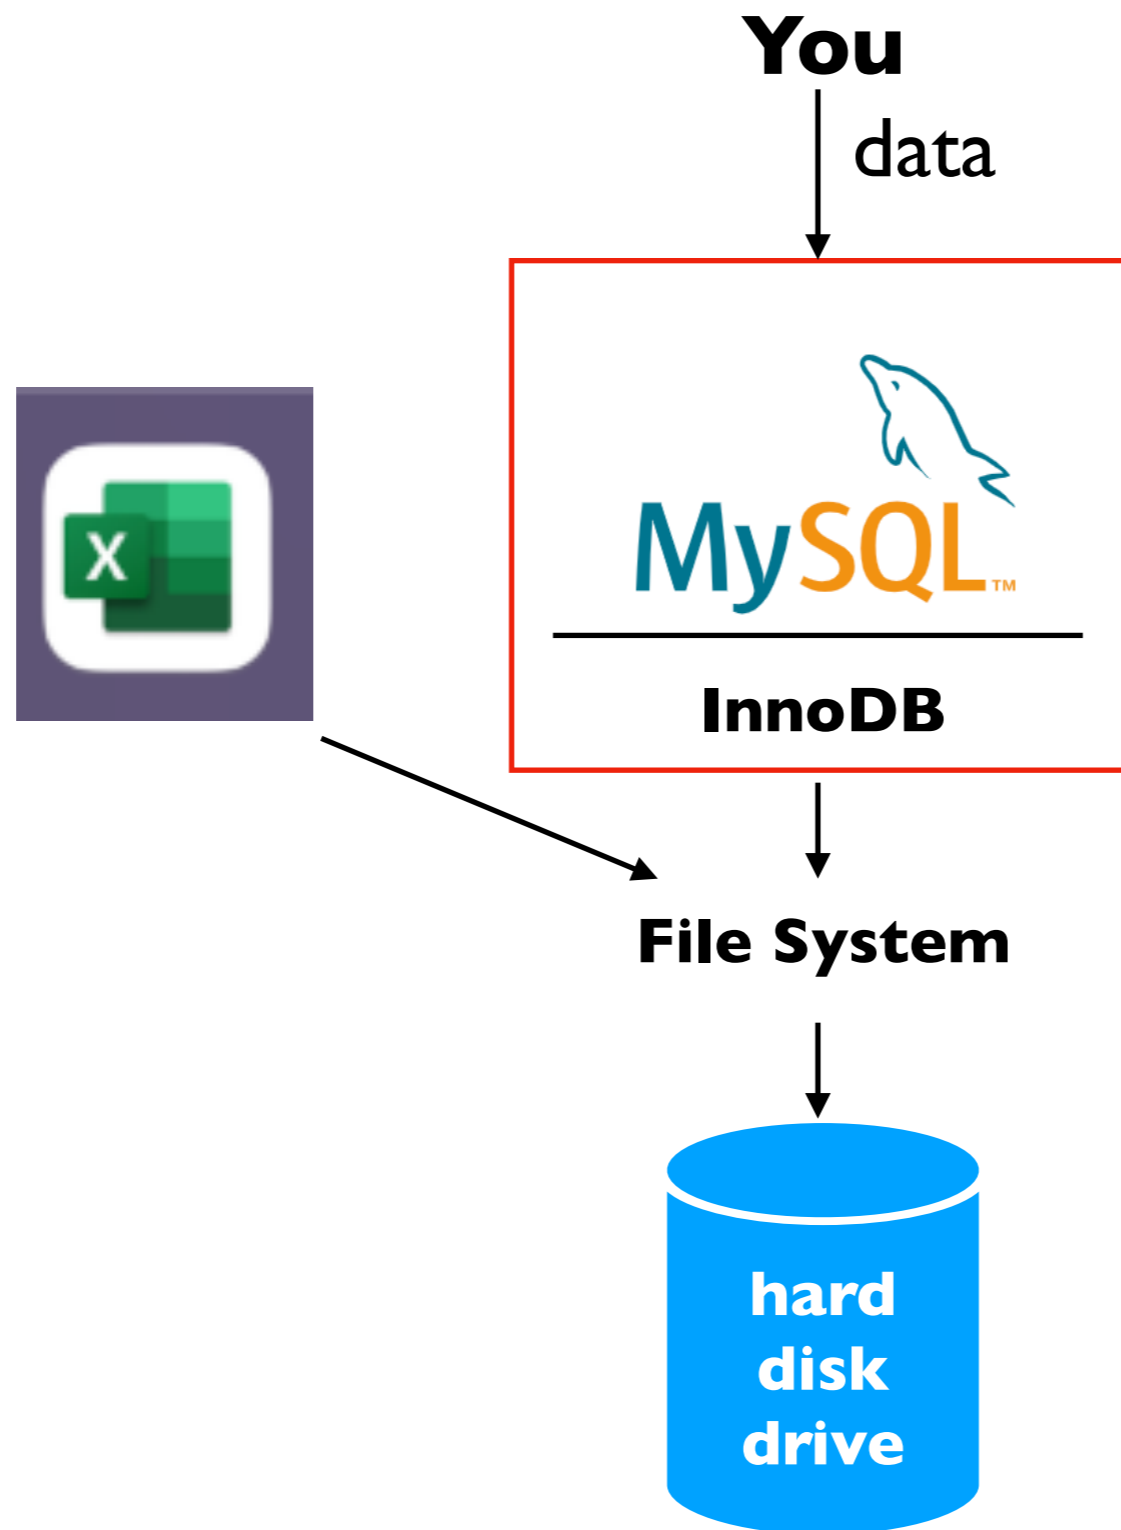 You
data
X
MySQL™
InnoDB
File System
hard
disk
drive